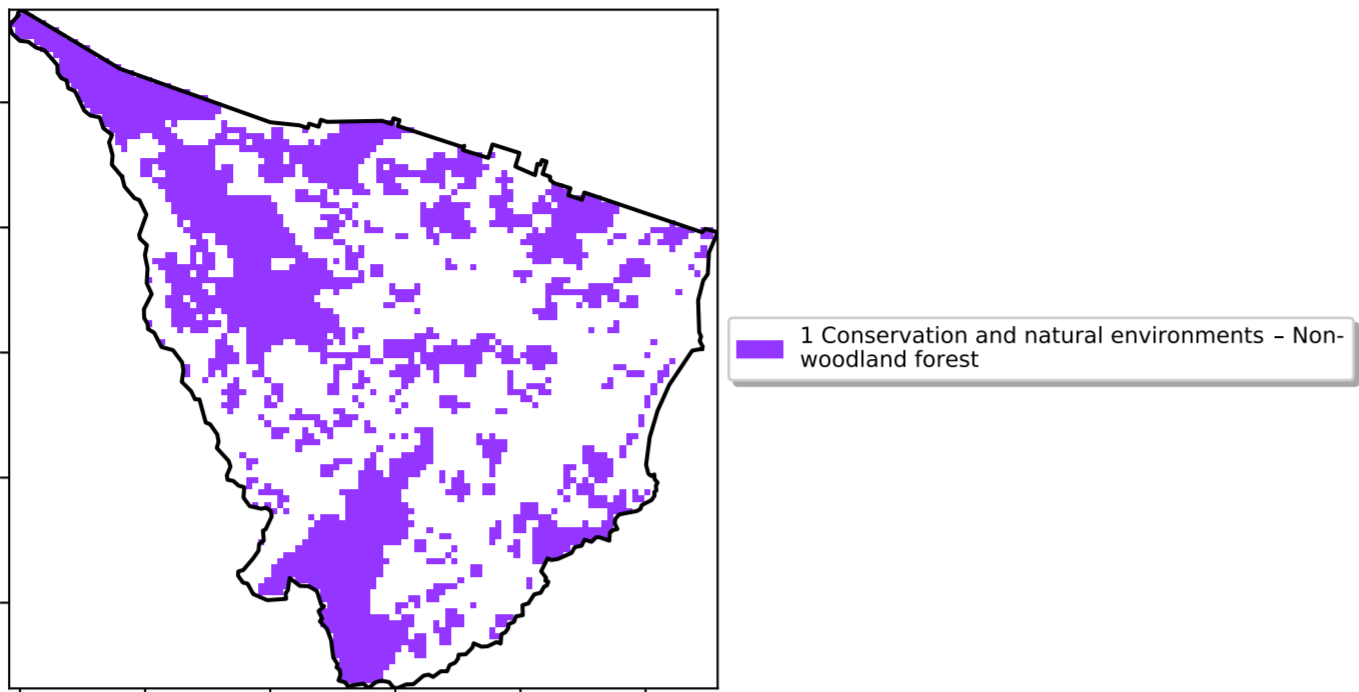 1 Conservation and natural environments – Non-
woodland forest